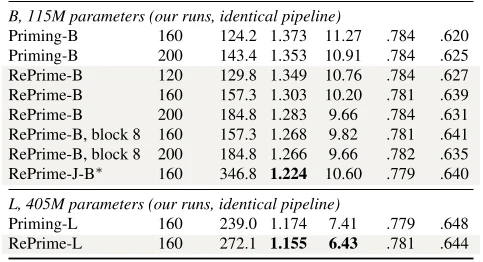 B, 115M parameters (our runs, identical pipeline)
Priming-B 160 124.2 1.373 11.27 .784 .620
Priming-B 200 143.4 1.353 10.91 .784 .625
RePrime-B 120 129.8 1.349 10.76 .784 .627
RePrime-B 160 157.3 1.303 10.20 .781 .639
RePrime-B 200 184.8 1.283 9.66 .784 .631
RePrime-B, block 8 160 157.3 1.268 9.82 .781 .641
RePrime-B, block 8 200 184.8 1.266 9.66 .782 .635
RePrime-J-B* 160 346.8 1.224 10.60 .779 .640
L, 405M parameters (our runs, identical pipeline)
Priming-L 160 239.0 1.174 7.41 .779 .648
RePrime-L 160 272.1 1.155 6.43 .781 .644